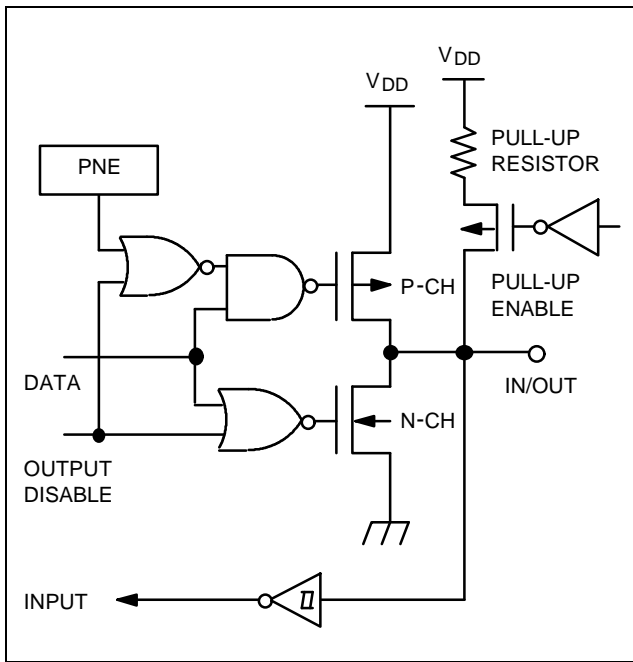 VDD
VDD
PNE
PULL-UP
RESISTOR
P-CH
PULL-UP
ENABLE
DATA
IN/OUT
N-CH
OUTPUT
DISABLE
INPUT